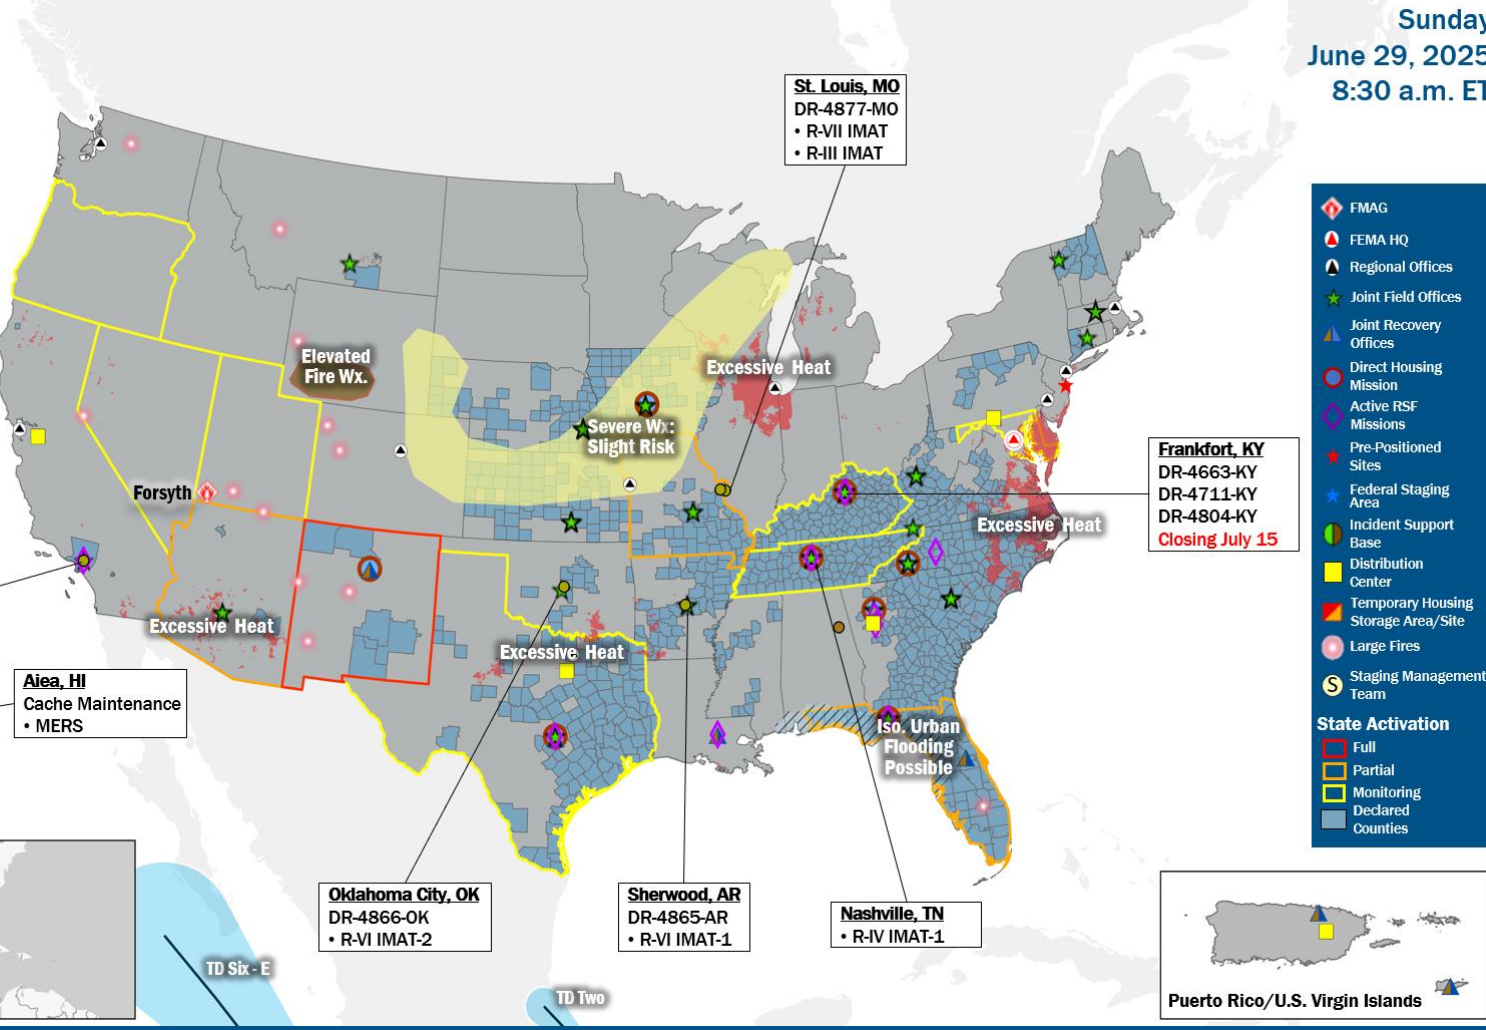 Sunday
June 29, 2025
8:30 a.m. ET
St. Louis, MO
DR-4877-MO
• R-VII IMAT
• R-III IMAT
FMAG
FEMA HQ
Regional Offices
Joint Field Offices
Joint Recovery
Offices
Direct Housing
Mission
Active RSF
Missions
Pre-Positioned
Sites
Federal Staging
Area
Incident Support
Base
Distribution
Center
Temporary Housing
Storage Area/Site
Large Fires
S
Staging Management
Team
State Activation
Full
Partial
Monitoring
Declared
Counties
Elevated
Fire Wx.
Excessive Heat
Severe Wx:
Slight Risk
Frankfort, KY
DR-4663-KY
DR-4711-KY
DR-4804-KY
Closing July 15
Forsyth
Excessive Heat
Excessive Heat
Excessive Heat
Aiea, HI
Cache Maintenance
• MERS
Iso. Urban
Flooding
Possible
Oklahoma City, OK
DR-4866-OK
• R-VI IMAT-2
Sherwood, AR
DR-4865-AR
• R-VI IMAT-1
Nashville, TN
• R-IV IMAT-1
TD Six - E
TD Two
Puerto Rico/U.S. Virgin Islands